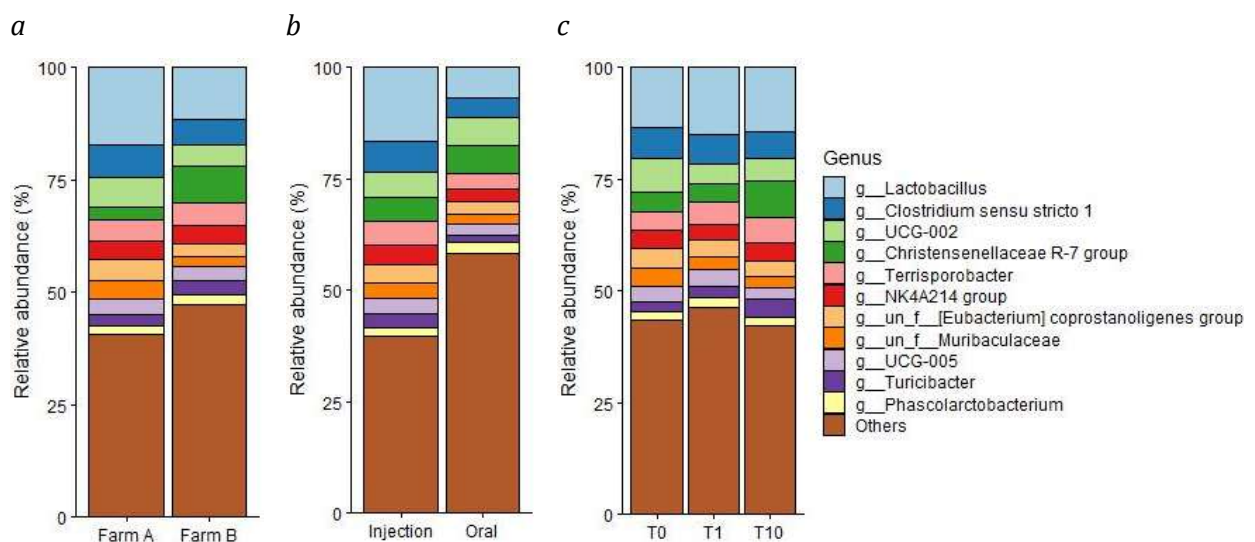 a
b
c
100
75
50
25
0
Relative abundance (%)
Farm A
Farm B
100
75
50
25
0
Relative abundance (%)
Injection
Oral
100
75
50
25
0
Relative abundance (%)
T0
T1
T10
Genus
g__Lactobacillus
g__Clostridium sensu stricto 1
g__UCG-002
g__Christensenellaceae R-7 group
g__Terrisporobacter
g__NK4A214 group
g__un_f__[Eubacterium] coprostanoligenes group
g__un_f__Muribaculaceae
g__UCG-005
g__Turicibacter
g__Phascolarctobacterium
Others